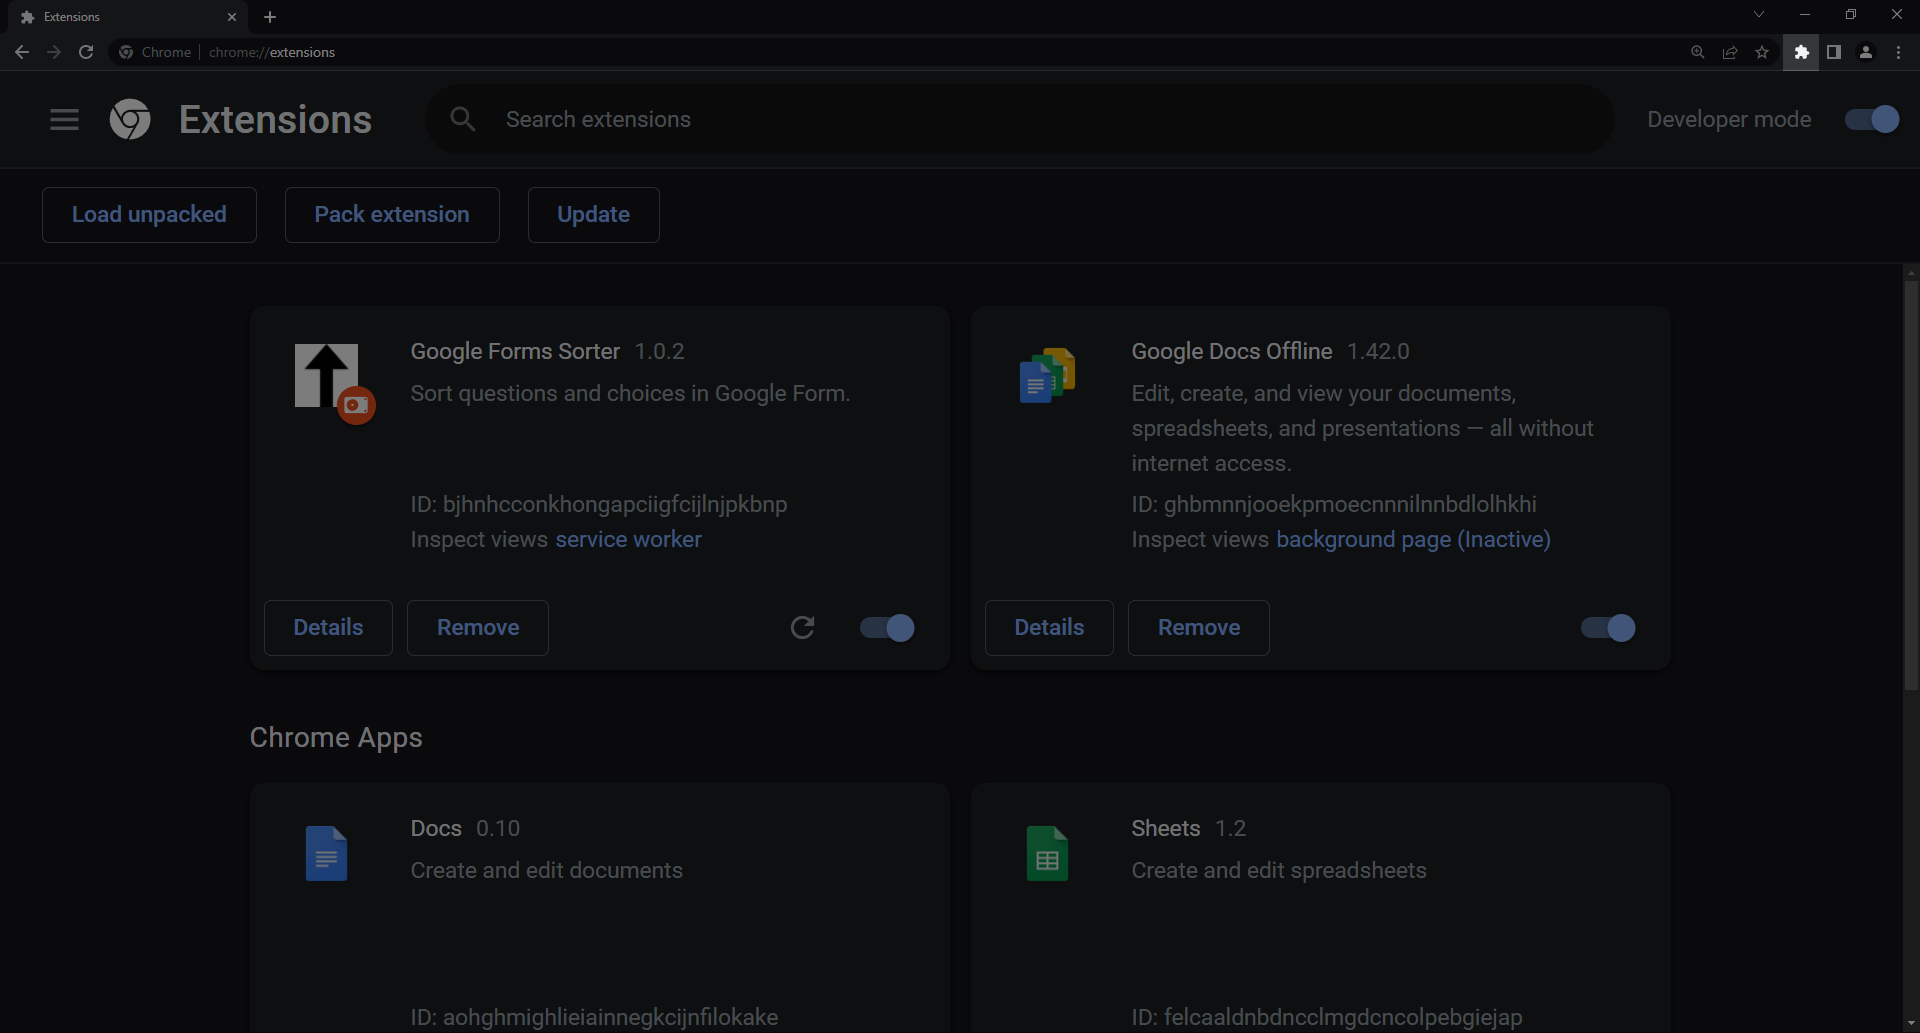 Extensions
Chrome
chrome://extensions
Extensions
Search extensions
Developer mode
Load unpacked
Pack extension
Update
Google Forms Sorter 1.0.2
Sort questions and choices in Google Form.
ID: bjhnhcconkhongapciigfcijlnjpkbnp
Inspect views service worker
Details
Remove
Google Docs Offline 1.42.0
Edit, create, and view your documents,
spreadsheets, and presentations — all without
internet access.
ID: ghbmnnjooekpmoecnnnilnnbdlolhkhi
Inspect views background page (Inactive)
Details
Remove
Chrome Apps
Docs 0.10
Create and edit documents
ID: aohghmighlieiainnegkcijnfilokake
Sheets 1.2
Create and edit spreadsheets
ID: felcaaldnbdncclmgdcncolpebgiejap